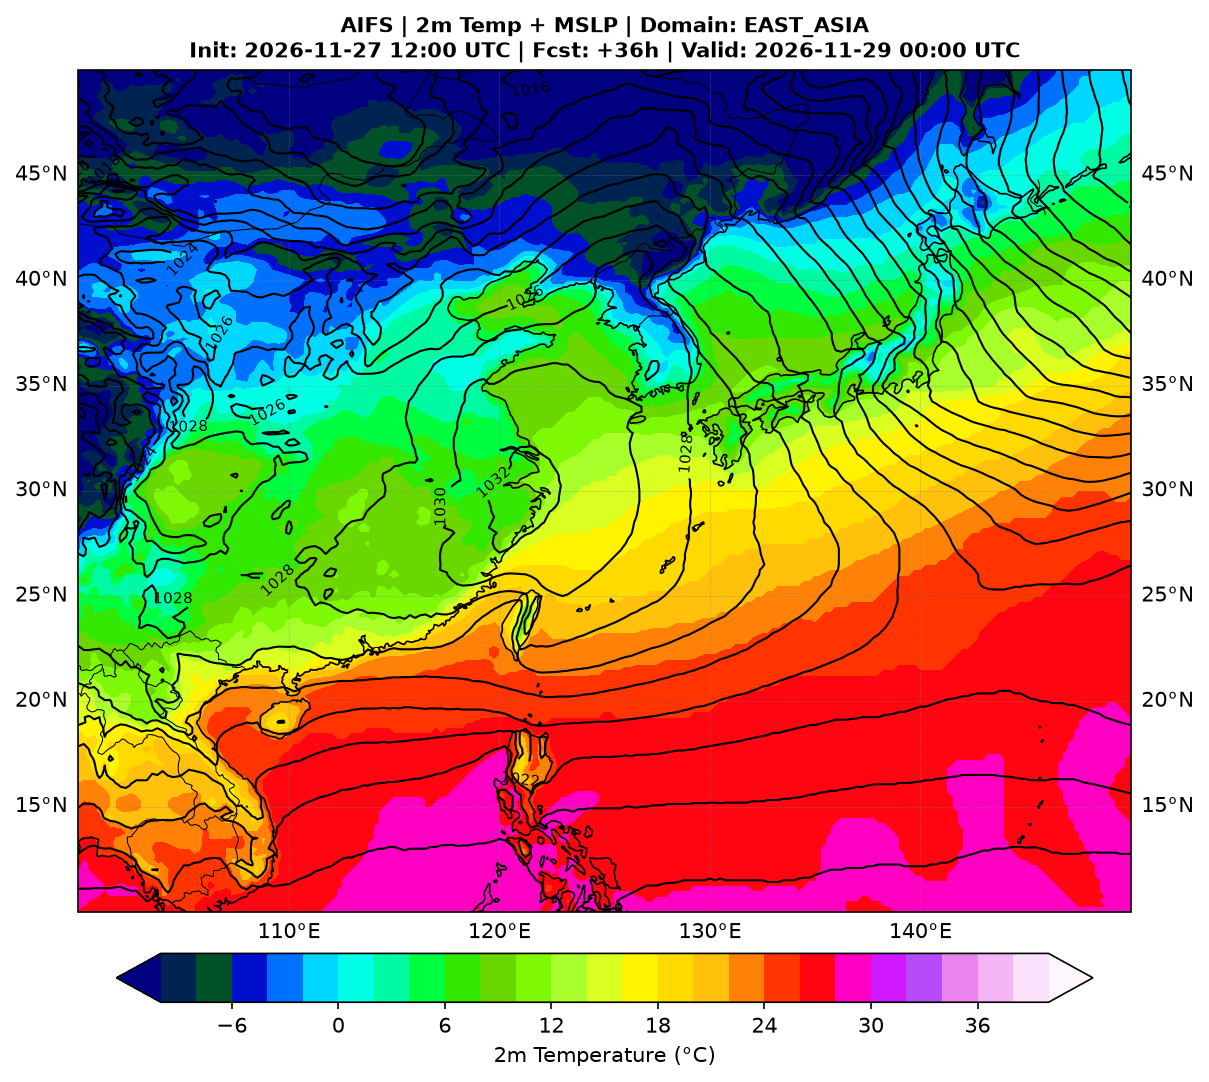 AIFS | 2m Temp + MSLP | Domain: EAST_ASIA
Init: 2026-11-27 12:00 UTC | Fcst: +36h | Valid: 2026-11-29 00:00 UTC
1016
1018
45°N 45°N
1024
40°N 40°N
1026
1026
35°N 35°N
1026
1028
1028
1024
1032
1030
30°N 30°N
1028
1028
25°N 25°N
20°N 20°N
1022
15°N 15°N
110°E 120°E 130°E 140°E
−6 0 6 12 18 24 30 36
2m Temperature (°C)